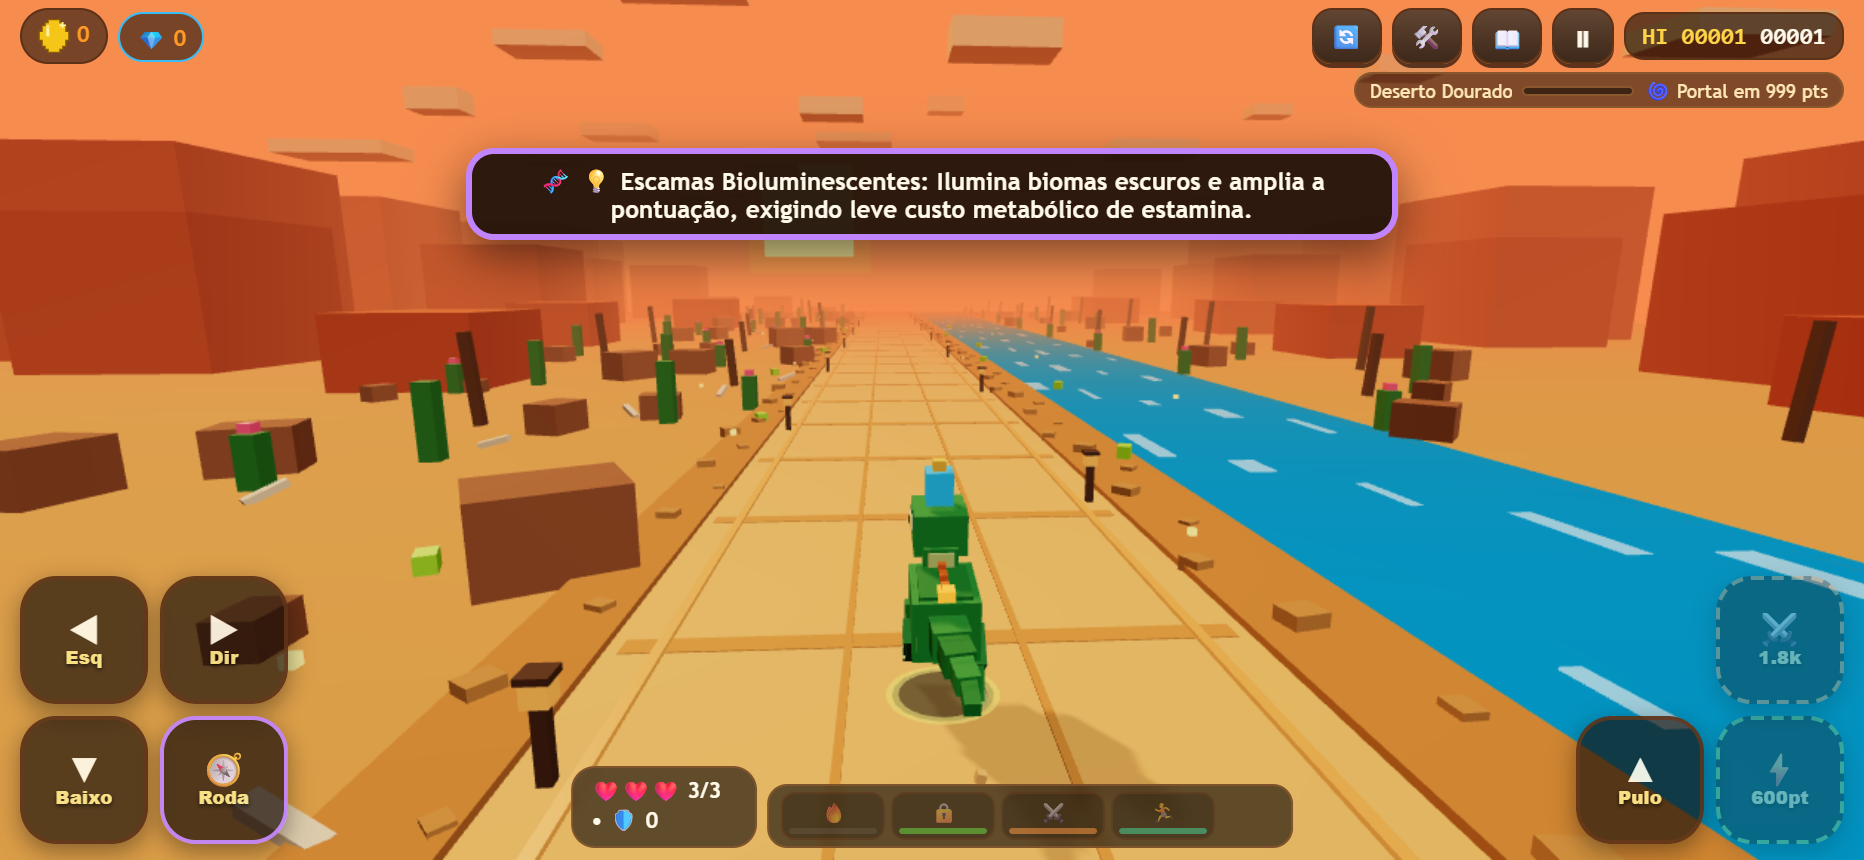 0
0
HI 00001 00001
Deserto Dourado
Portal em 999 pts
Escamas Bioluminescentes: Ilumina biomas escuros e amplia a
pontuação, exigindo leve custo metabólico de estamina.
Esq
Dir
1.8k
Baixo
Roda
3/3
• 0
Pulo
600pt